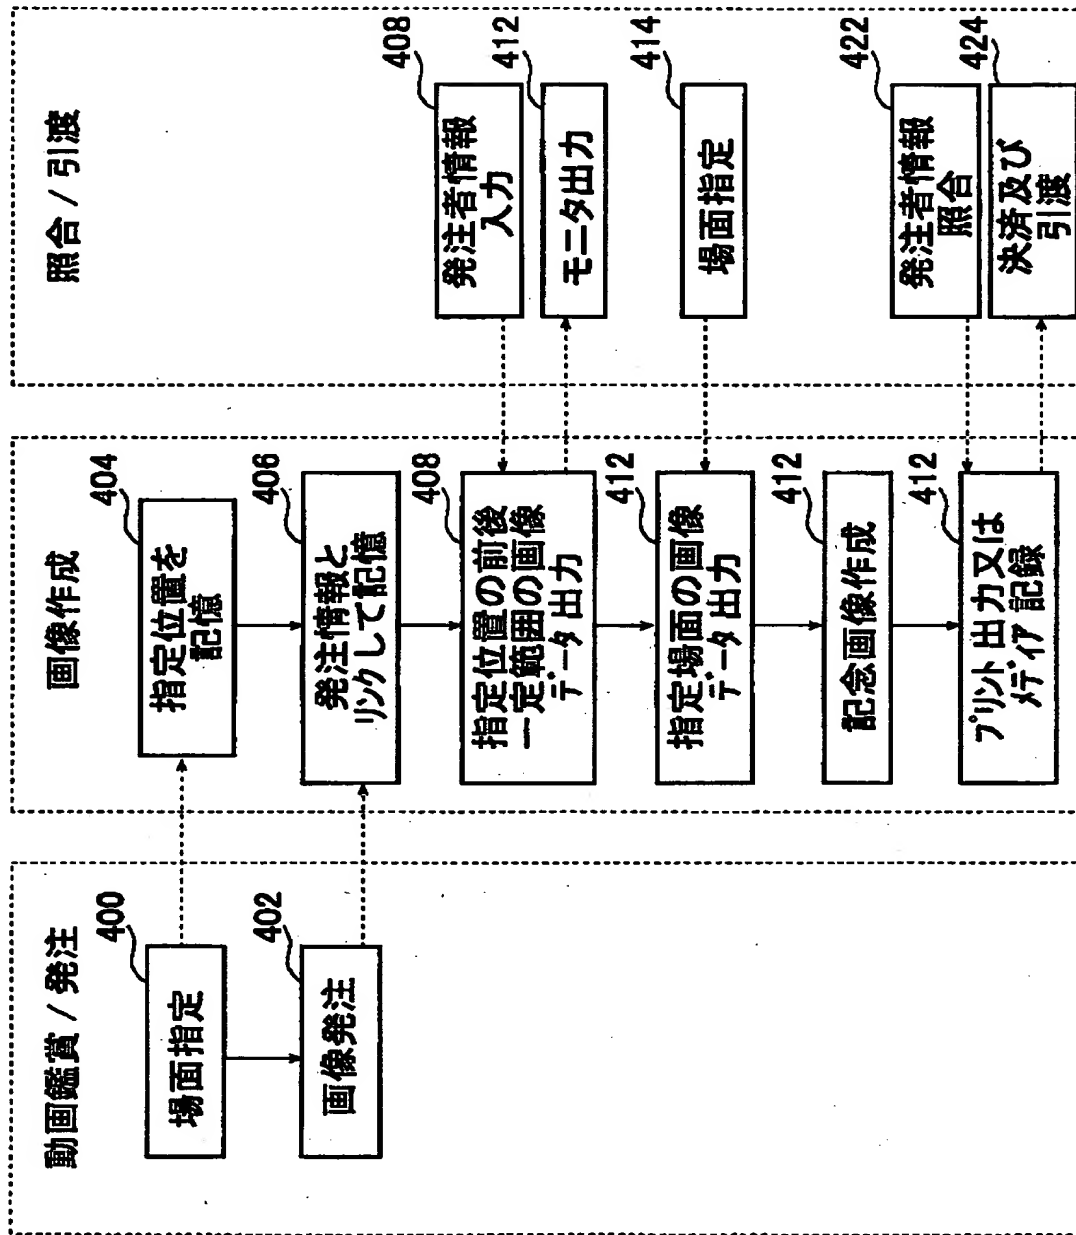 動画鑑賞/発注
400
場面指定
402
画像発注
画像作成
404
指定位置を
記憶
406
発注情報と
リンクして記憶
408
指定位置の前後
一定範囲の画像
データ出力
412
指定場面の画像
データ出力
412
記念画像作成
412
プリント出力又は
メディア記録
照合/引渡
408
発注者情報
入力
412
モニタ出力
414
場面指定
422
発注者情報
照合
424
決済及び
引渡